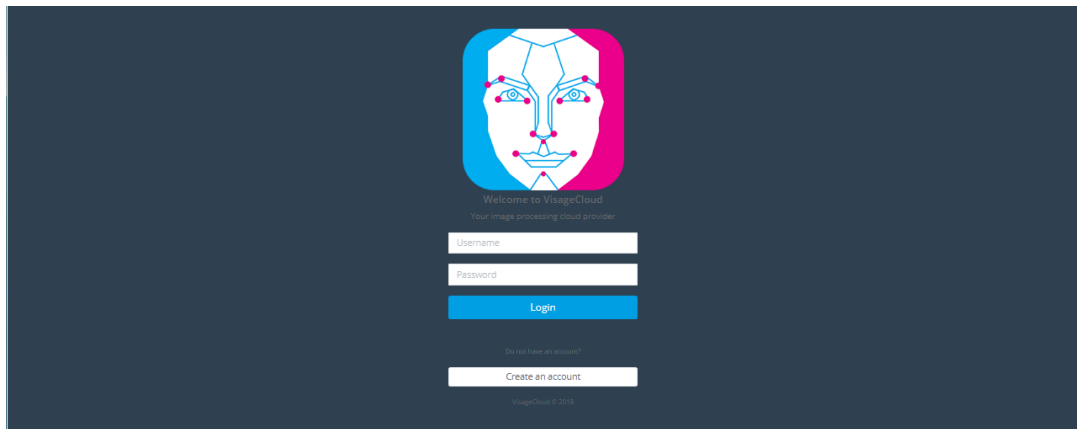 Welcome to VisageCloud
Your image processing cloud provider
Username
Password
Login
Do not have an account?
Create an account
VisageCloud © 2018